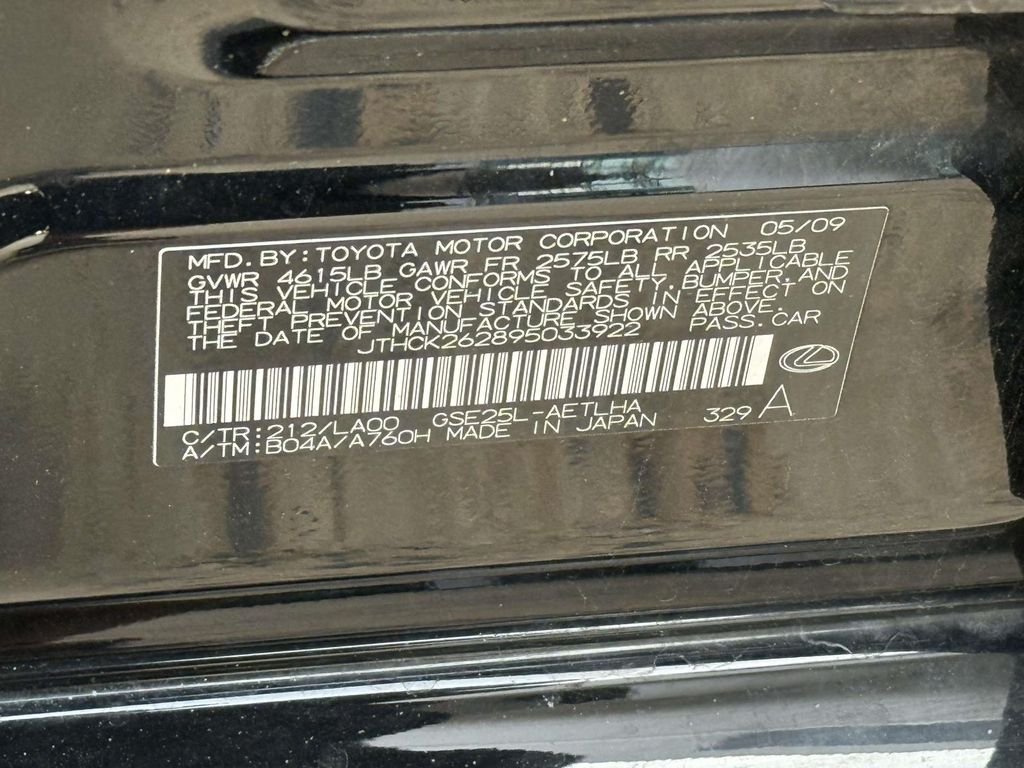 MFD. BY: TOYOTA MOTOR CORPORATION 05/09
GVWR 4615LB GAWR FR 2575LB RR 2535LB
THIS VEHICLE CONFORMS TO ALL APPLICABLE
FEDERAL MOTOR VEHICLE SAFETY, BUMPER, AND
THEFT PREVENTION STANDARDS IN EFFECT ON
THE DATE OF MANUFACTURE SHOWN ABOVE.
JTHCK262895033922 PASS. CAR
C/TR: 212/LA00 GSE25L-AETLHA 329 A
A/TM: B04A/A760H MADE IN JAPAN